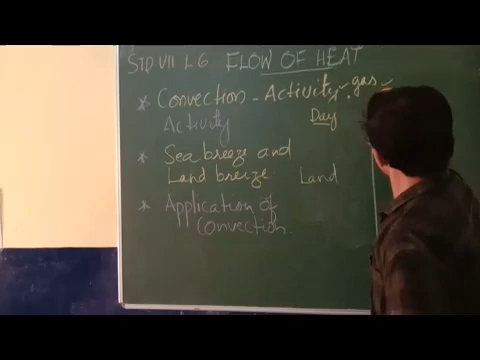 STD VII L-6 FLOW OF HEAT
* Convection - Activity, gas
Activity Day
* Sea breeze and
Land breeze Land
* Application of
Convection.